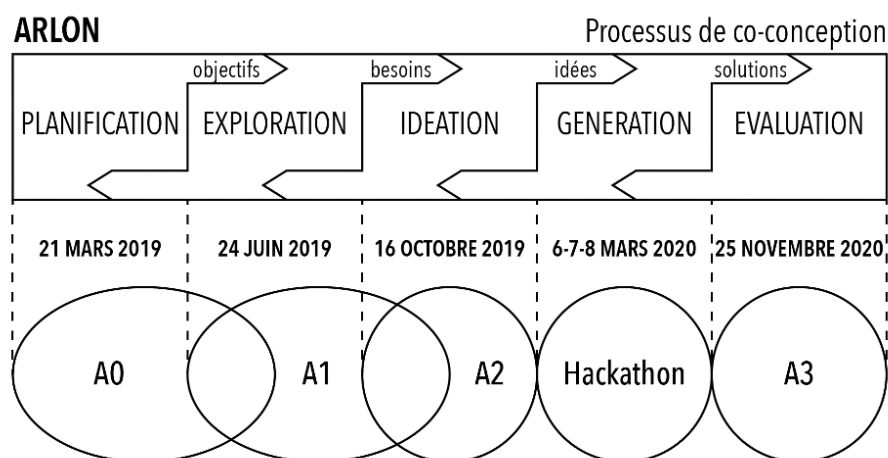 ARLON Processus de co-conception
objectifs besoins idées solutions
PLANIFICATION EXPLORATION IDEATION GENERATION EVALUATION
21 MARS 2019 24 JUIN 2019 16 OCTOBRE 2019 6-7-8 MARS 2020 25 NOVEMBRE 2020
A0 A1 A2 Hackathon A3